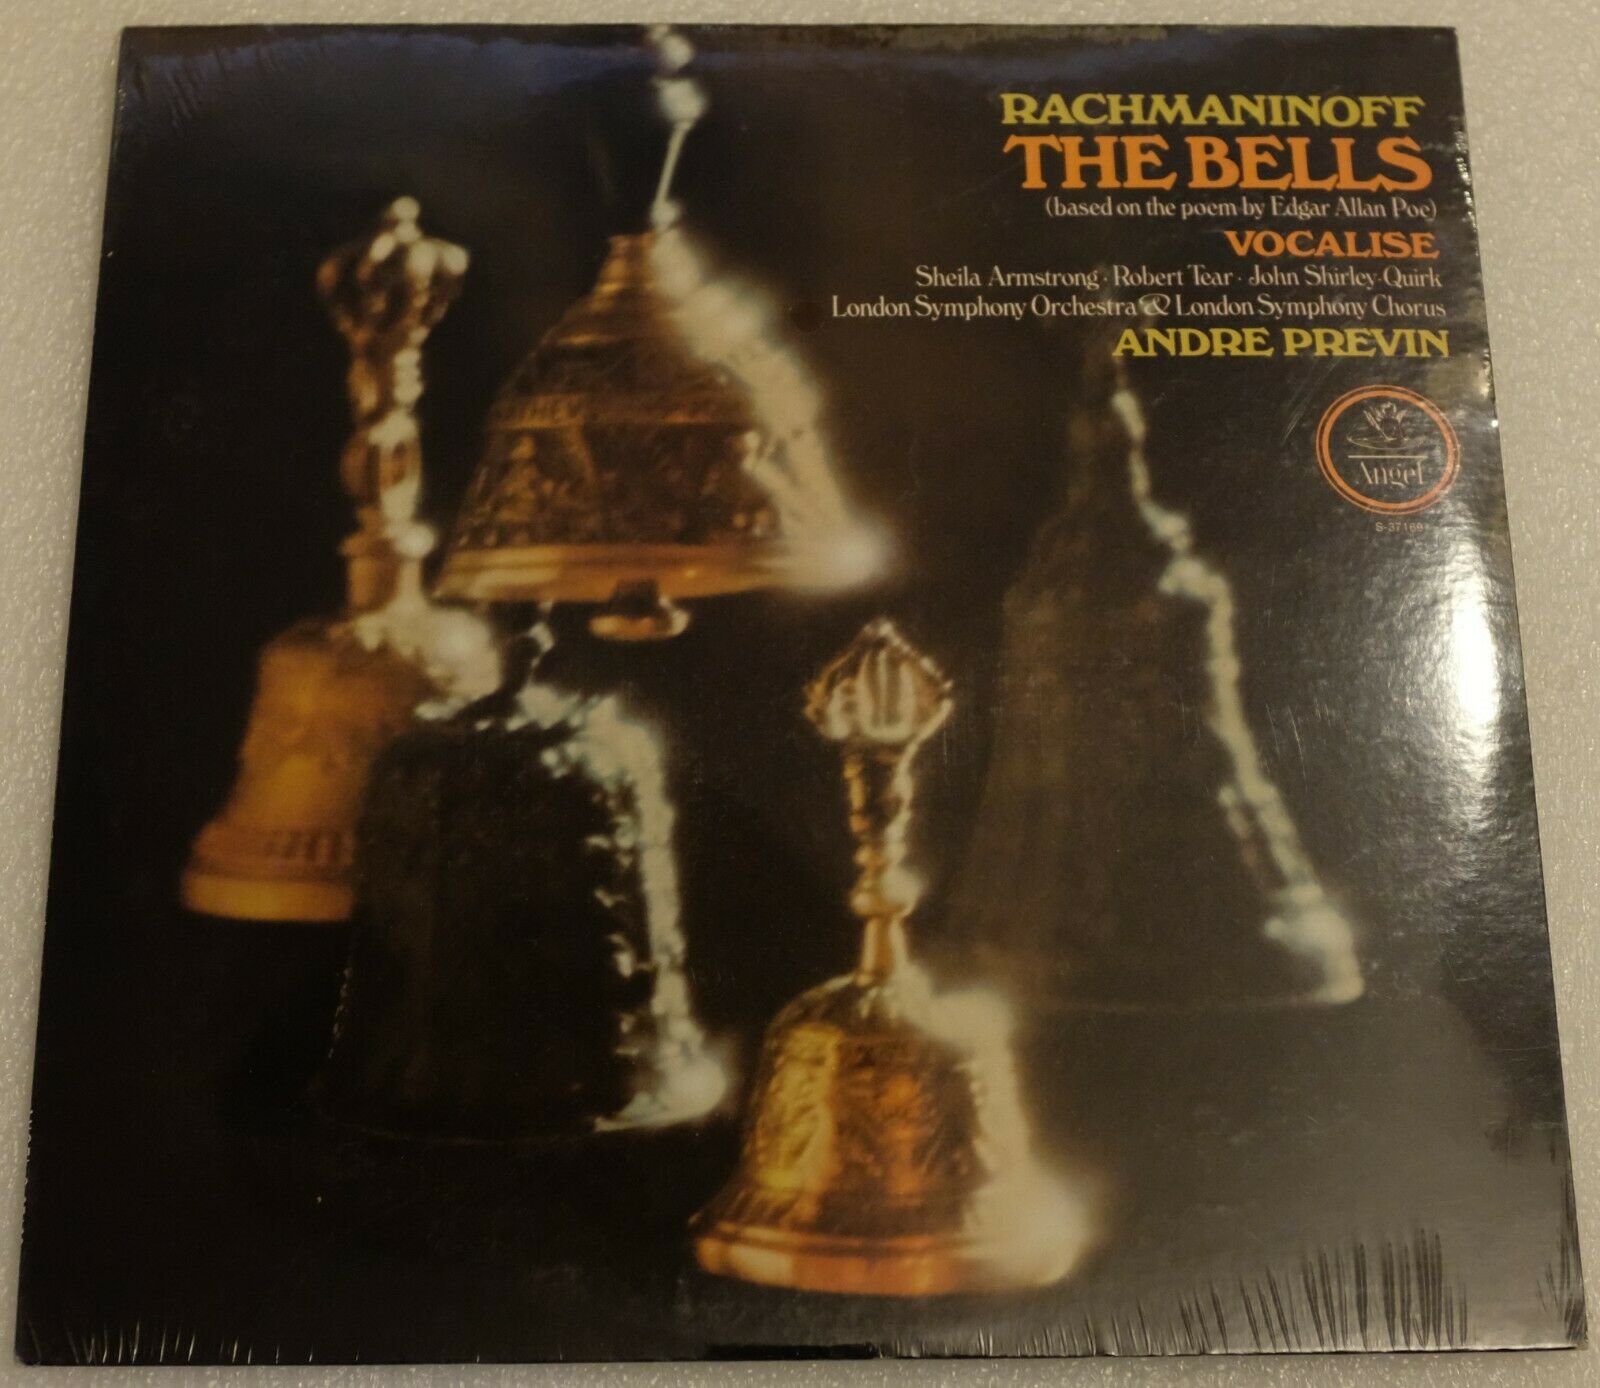 RACHMANINOFF
THE BELLS
(based on the poem by Edgar Allan Poe)
VOCALISE
Sheila Armstrong · Robert Tear · John Shirley-Quirk
London Symphony Orchestra & London Symphony Chorus
ANDRE PREVIN
Angel
S-37169